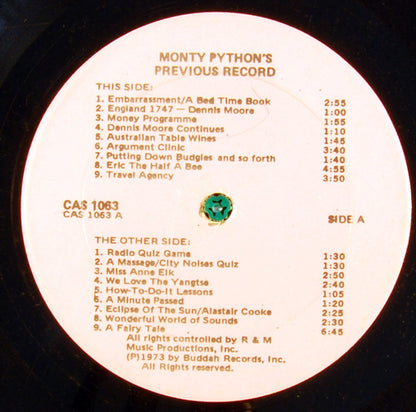 MONTY PYTHON'S
PREVIOUS RECORD
THIS SIDE:
1. Embarrassment/A Bed Time Book 2:55
2. England 1747 — Dennis Moore 1:00
3. Money Programme 1:55
4. Dennis Moore Continues 1:10
5. Australian Table Wines 1:45
6. Argument Clinic 3:40
7. Putting Down Budgies and so forth 1:40
8. Eric The Half A Bee 4:55
9. Travel Agency 3:50
CAS 1063
CAS 1063 A
SIDE A
THE OTHER SIDE:
1. Radio Quiz Game 1:30
2. A Massage/City Noises Quiz 1:30
3. Miss Anne Elk 2:50
4. We Love The Yangtse 2:40
5. How-To-Do-It Lessons 1:05
6. A Minute Passed 1:20
7. Eclipse Of The Sun/Alastair Cooke 2:25
8. Wonderful World of Sounds 2:30
9. A Fairy Tale 6:45
All rights controlled by R & M
Music Productions, Inc.
(P)1973 by Buddah Records, Inc.
All Rights reserved.